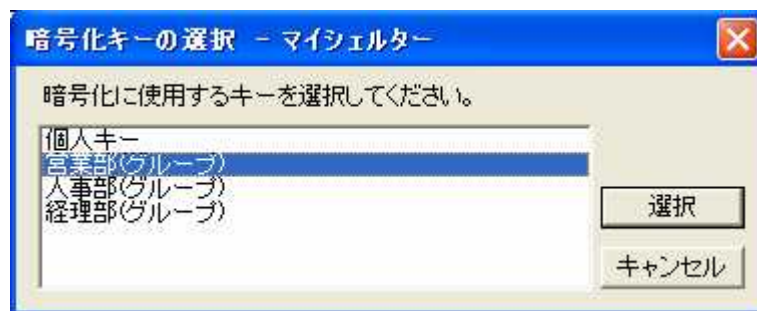 暗号化キーの選択 - マイシェルター
暗号化に使用するキーを選択してください。
個人キー
営業部(グループ)
人事部(グループ)
経理部(グループ)
選択
キャンセル